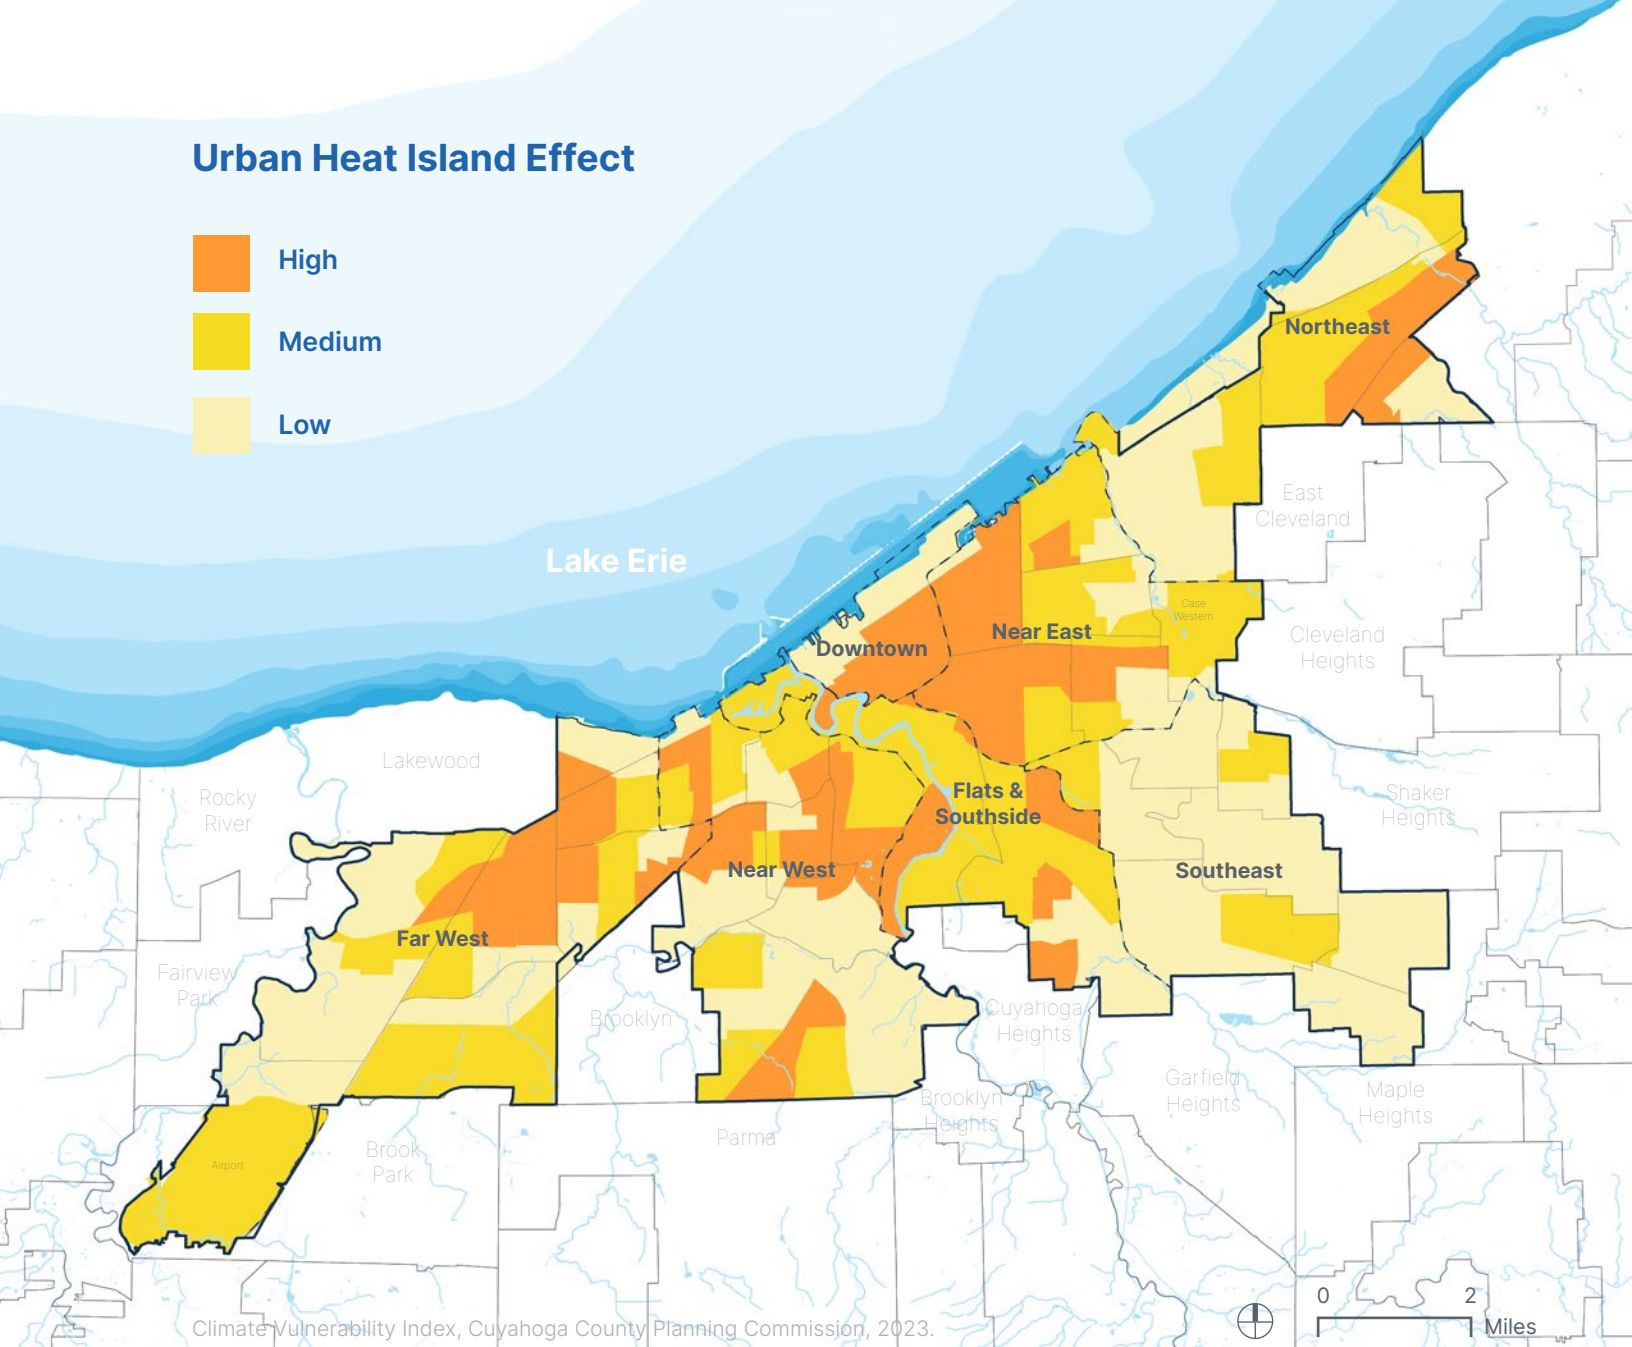 Urban Heat Island Effect
High
Medium
Low
Lake Erie
Northeast
East
Cleveland
Case
Western
Near East
Downtown
Cleveland
Heights
Lakewood
Rocky
River
Flats &
Southside
Shaker
Heights
Near West
Southeast
Far West
Fairview
Park
Brooklyn
Cuyahoga
Heights
Garfield
Heights
Maple
Heights
Brooklyn
Heights
Parma
Brook
Park
Airport
0 2
Miles
Climate Vulnerability Index, Cuyahoga County Planning Commission, 2023.